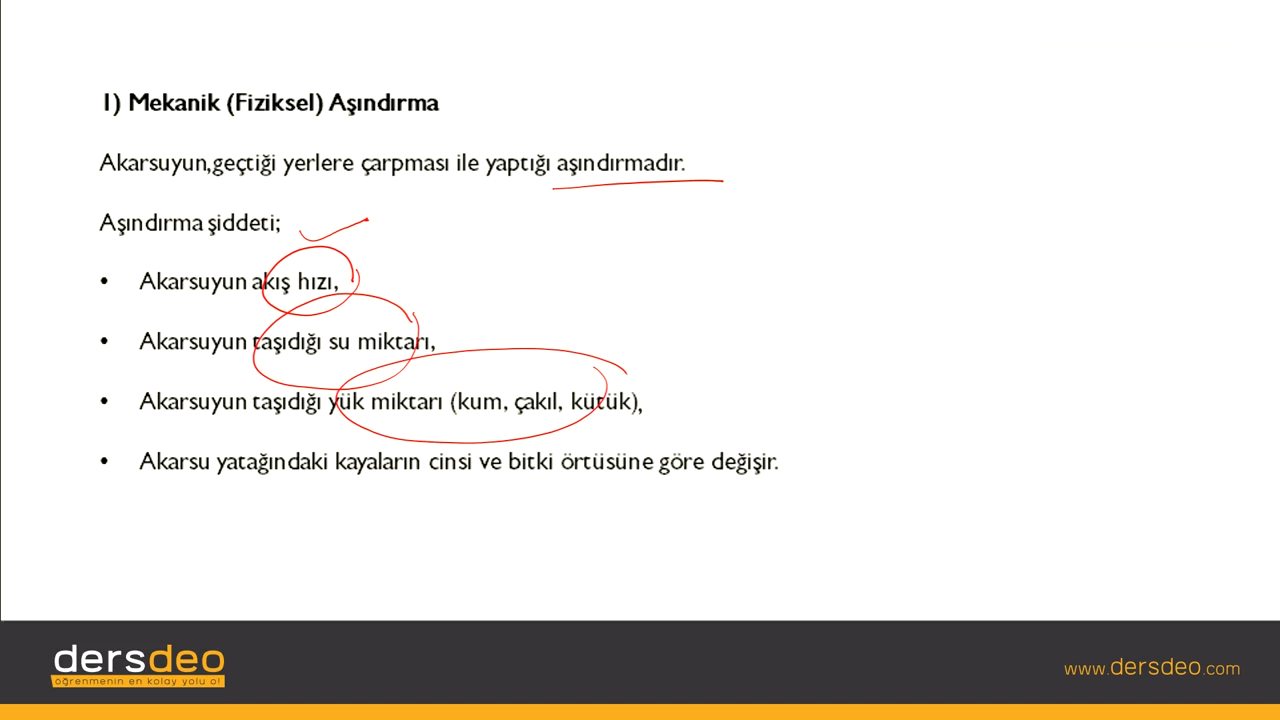 1) Mekanik (Fiziksel) Aşındırma
Akarsuyun,geçtiği yerlere çarpması ile yaptığı aşındırmadır.
Aşındırma şiddeti;
• Akarsuyun akış hızı,
• Akarsuyun taşıdığı su miktarı,
• Akarsuyun taşıdığı yük miktarı (kum, çakıl, kütük),
• Akarsu yatağındaki kayaların cinsi ve bitki örtüsüne göre değişir.
dersdeo
öğrenmenin en kolay yolu o!
www.dersdeo.com